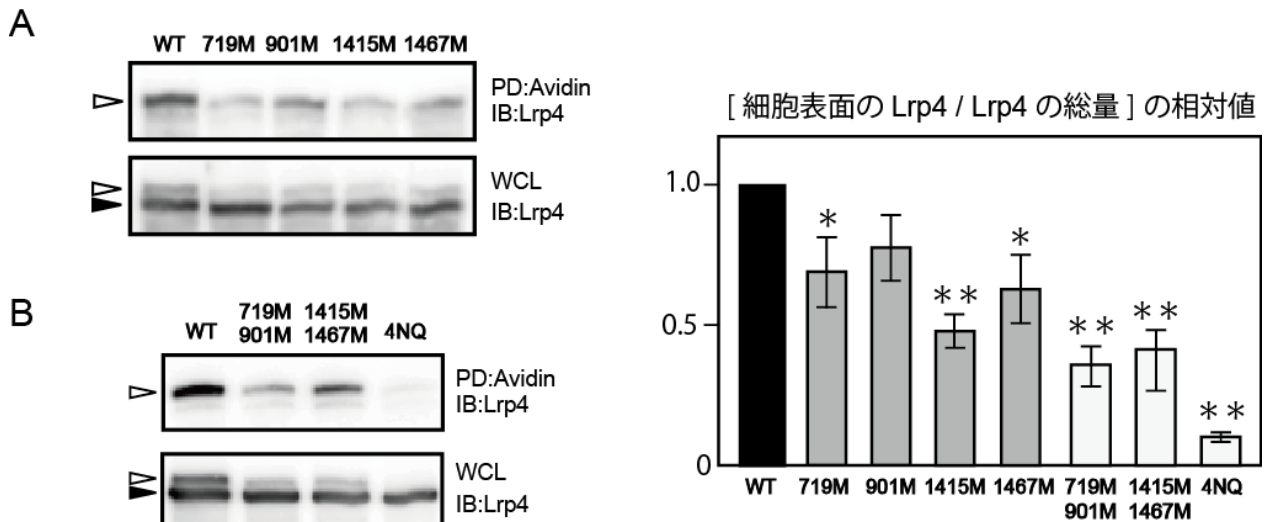 A
WT 719M 901M 1415M 1467M
PD:Avidin
IB:Lrp4
WCL
IB:Lrp4
B
WT 719M 1415M 4NQ
901M 1467M
PD:Avidin
IB:Lrp4
WCL
IB:Lrp4
[ 細胞表面の Lrp4 / Lrp4 の総量 ] の相対値
1.0
0.5
0
* ** * ** ** **
WT 719M 901M 1415M 1467M 719M 1415M 4NQ
901M 1467M